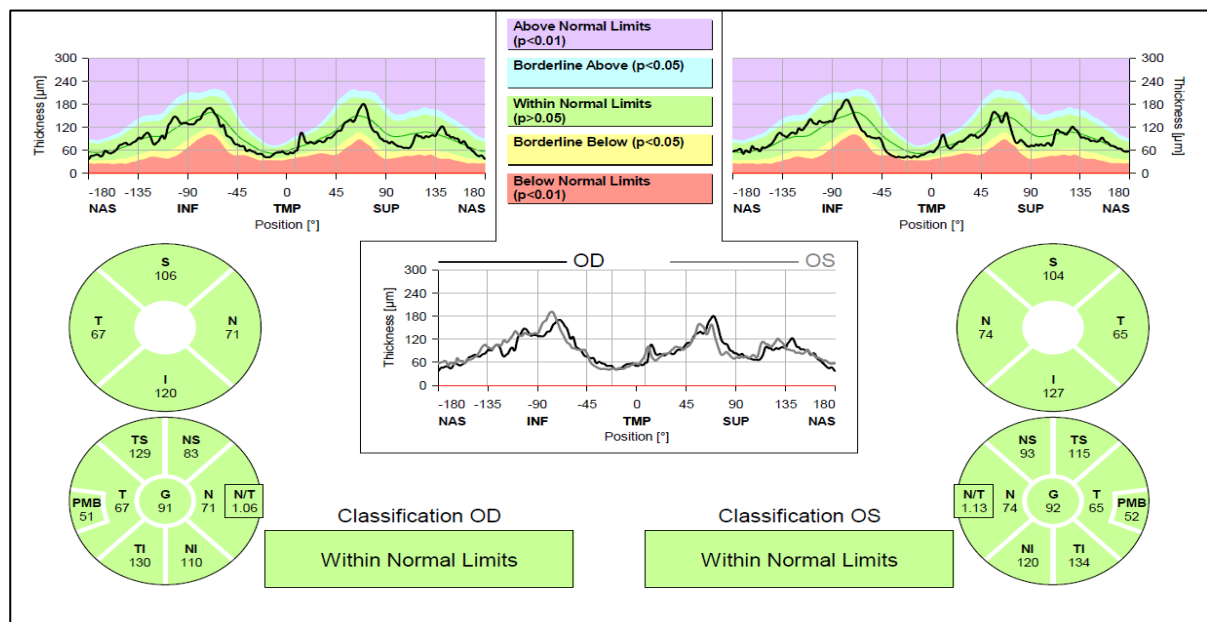 Above Normal Limits
(p<0.01)
Borderline Above (p<0.05)
Within Normal Limits
(p>0.05)
Borderline Below (p<0.05)
Below Normal Limits
(p<0.01)
Thickness [µm]
300
240
180
120
60
0
-180 -135 -90 -45 0 45 90 135 180
NAS INF TMP SUP NAS
Position [°]
300
240
180
120
60
0
Thickness [µm]
-180 -135 -90 -45 0 45 90 135 180
NAS INF TMP SUP NAS
Position [°]
OD OS
Thickness [µm]
300
240
180
120
60
0
-180 -135 -90 -45 0 45 90 135 180
NAS INF TMP SUP NAS
Position [°]
S
106
T
67
N
71
I
120
S
104
N
74
T
65
I
127
TS
129
NS
83
PMB
51
T
67
G
91
N
71
N/T
1.06
TI
130
NI
110
Classification OD
Within Normal Limits
Classification OS
Within Normal Limits
NS
93
TS
115
N/T
1.13
N
74
G
92
T
65
PMB
52
NI
120
TI
134